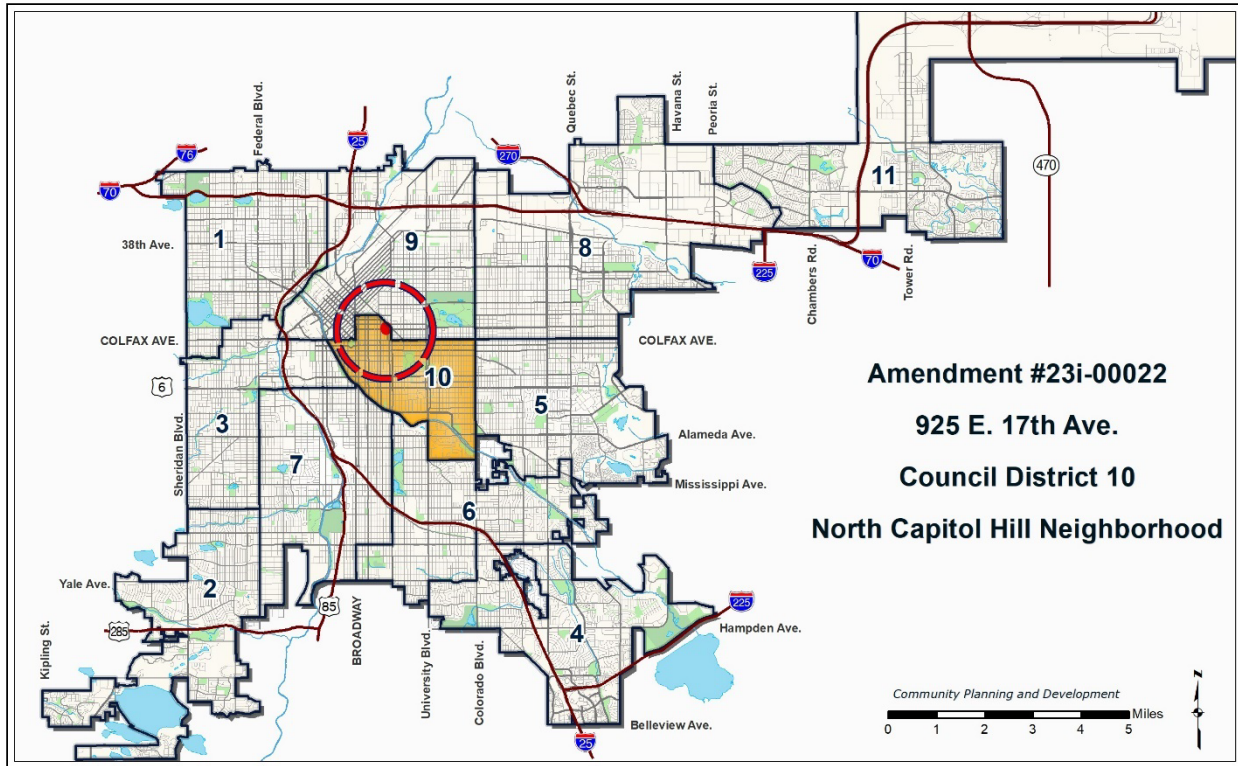 Federal Blvd.
25
Quebec St.
Havana St.
Peoria St.
76
70
270
470
11
1
9
8
38th Ave.
225
70
Chambers Rd.
Tower Rd.
COLFAX AVE.
COLFAX AVE.
6
10
5
3
Sheridan Blvd.
7
Alameda Ave.
Mississippi Ave.
6
Amendment #23i-00022
925 E. 17th Ave.
Council District 10
North Capitol Hill Neighborhood
Yale Ave.
2
85
285
BROADWAY
University Blvd.
Colorado Blvd.
4
225
Hampden Ave.
Kipling St.
Belleview Ave.
25
Community Planning and Development
Miles
0 1 2 3 4 5
N